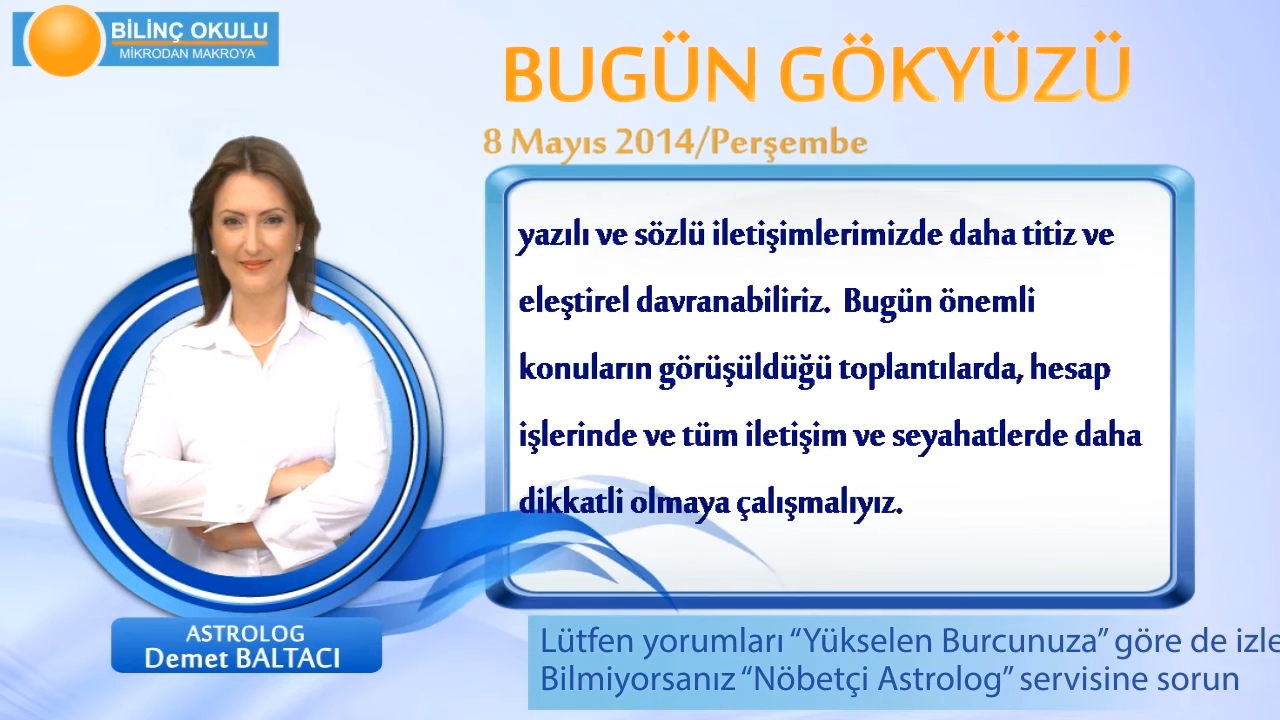 BİLİNÇ OKULU
MİKRODAN MAKROYA
BUGÜN GÖKYÜZÜ
8 Mayıs 2014/Perşembe
yazılı ve sözlü iletişimlerimizde daha titiz ve
eleştirel davranabiliriz. Bugün önemli
konuların görüşüldüğü toplantılarda, hesap
işlerinde ve tüm iletişim ve seyahatlerde daha
dikkatli olmaya çalışmalıyız.
ASTROLOG
Demet BALTACI
Lütfen yorumları “Yükselen Burcunuza” göre de izle
Bilmiyorsanız “Nöbetçi Astrolog” servisine sorun